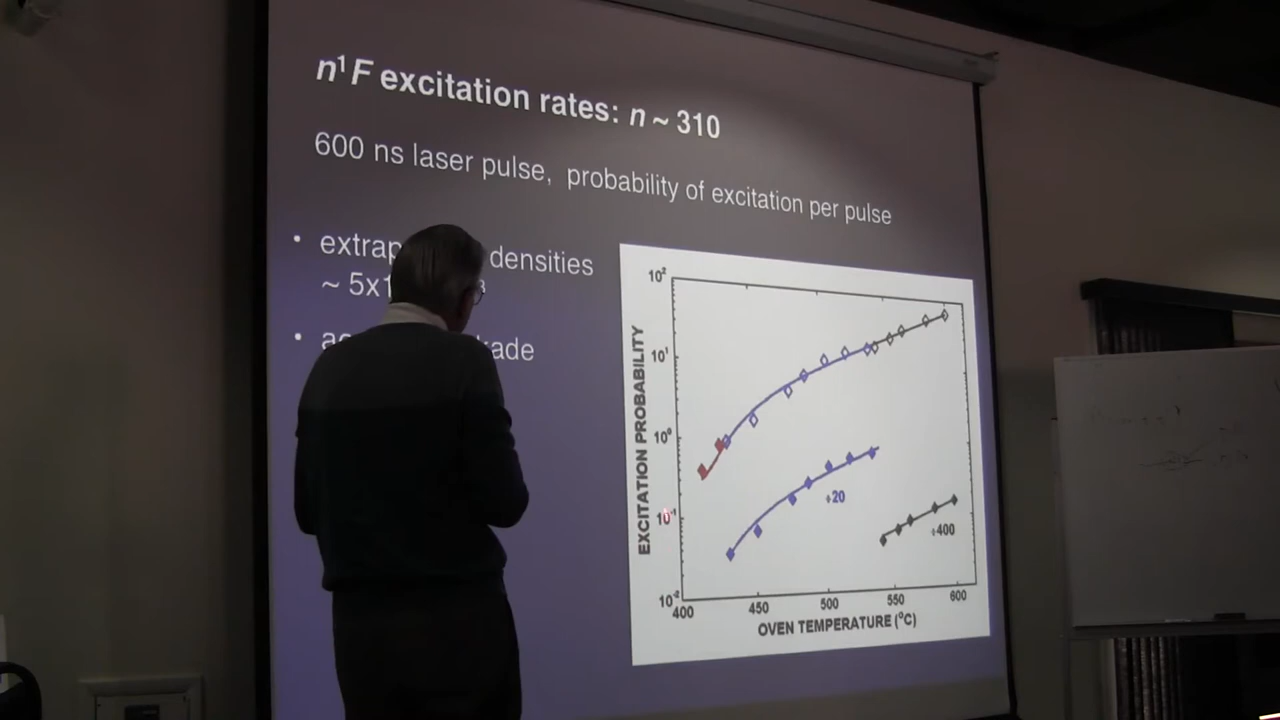 n¹F excitation rates: n ~ 310
600 ns laser pulse, probability of excitation per pulse
• densities
~ 5x1
•
10²
10¹
10⁰
10⁻¹
10⁻²
EXCITATION PROBABILITY
÷20
÷400
400 450 500 550 600
OVEN TEMPERATURE (°C)